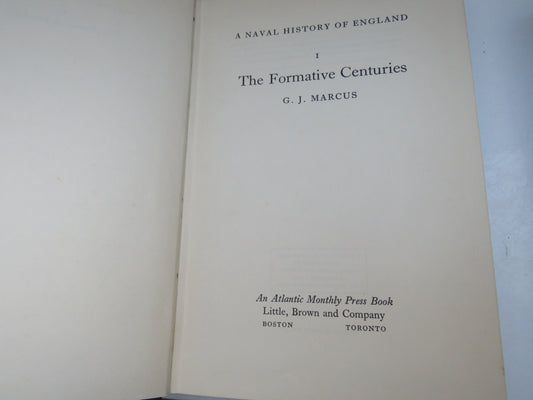 A NAVAL HISTORY OF ENGLAND
I
The Formative Centuries
G. J. MARCUS
An Atlantic Monthly Press Book
Little, Brown and Company
BOSTON TORONTO